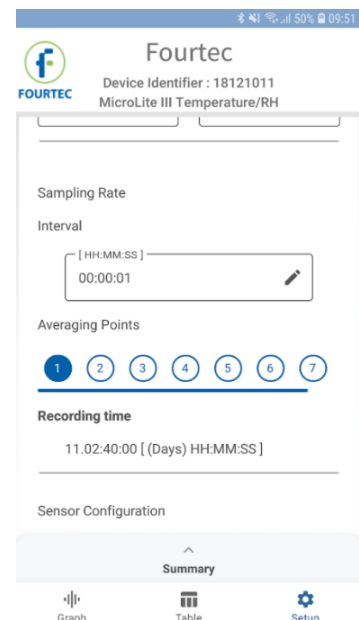 50% 09:51
Fourtec
FOURTEC
Device Identifier : 18121011
MicroLite III Temperature/RH
Sampling Rate
Interval
[ HH:MM:SS ]
00:00:01
Averaging Points
1 2 3 4 5 6 7
Recording time
11.02:40:00 [ (Days) HH:MM:SS ]
Sensor Configuration
Summary
Graph Table Setup